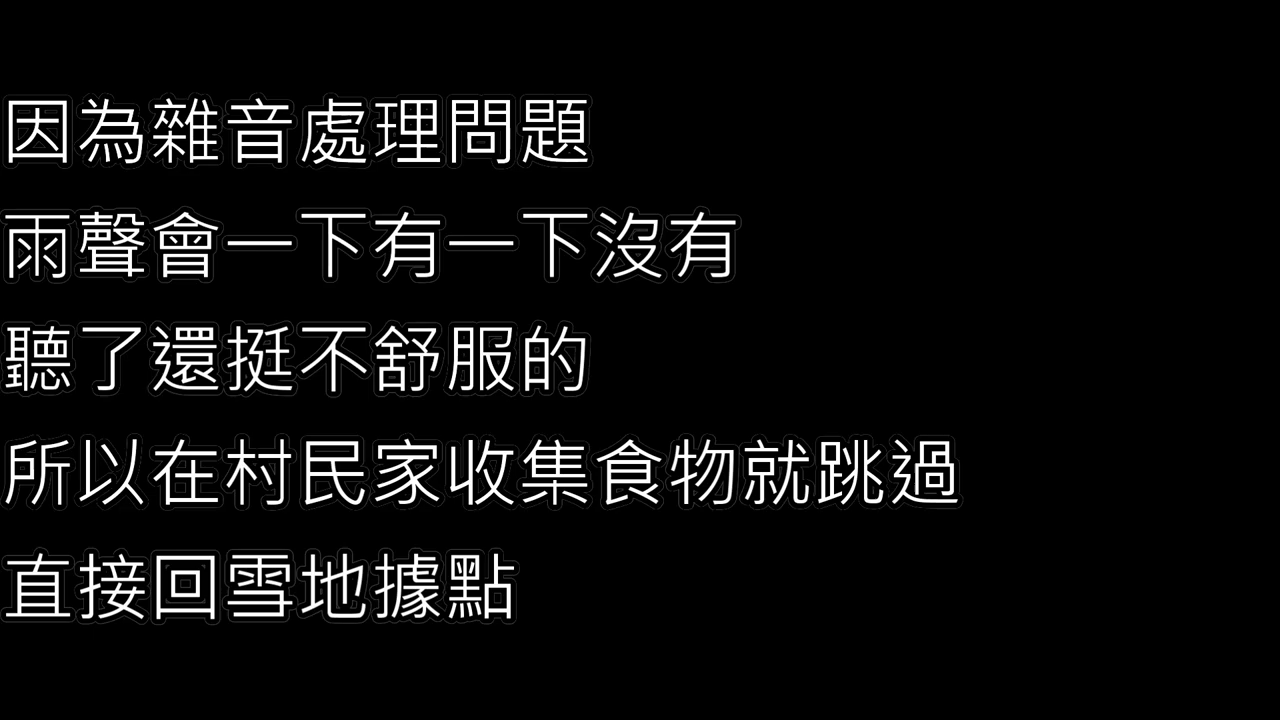 因為雜音處理問題
雨聲會一下有一下沒有
聽了還挺不舒服的
所以在村民家收集食物就跳過
直接回雪地據點